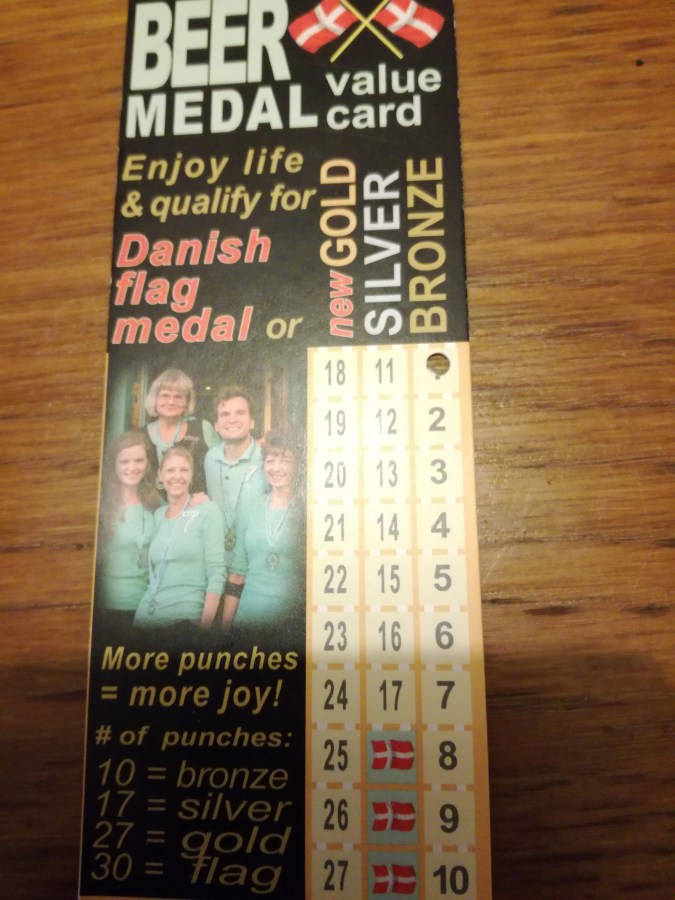 BEER
MEDAL
value
card
Enjoy life
& qualify for
Danish
flag
medal or
new GOLD
SILVER
BRONZE
18 11
19 12 2
20 13 3
21 14 4
22 15 5
23 16 6
24 17 7
25 8
26 9
27 10
More punches
= more joy!
# of punches:
10 = bronze
17 = silver
27 = gold
30 = flag